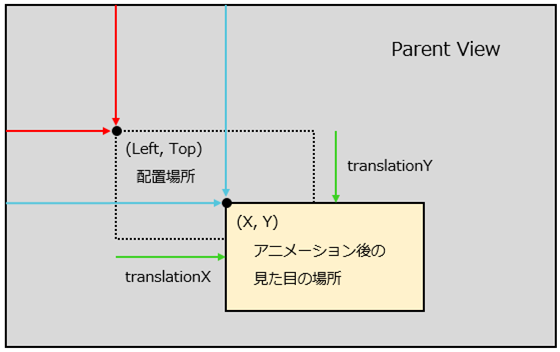 Parent View
(Left, Top)
配置場所
translationY
(X, Y)
アニメーション後の
見た目の場所
translationX